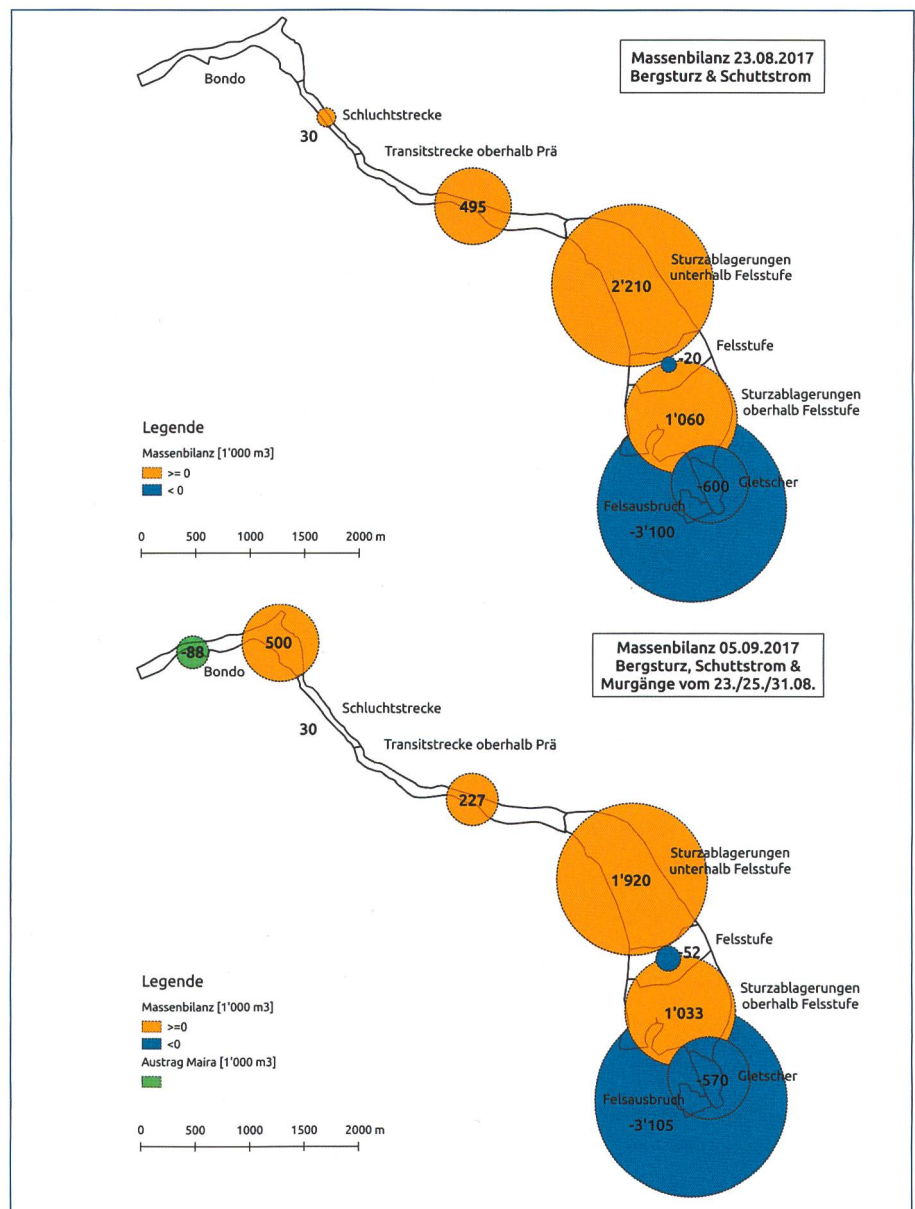 Massenbilanz 23.08.2017
Bergsturz & Schuttstrom
Bondo
Schluchtstrecke
30
Transitstrecke oberhalb Prä
495
Sturzablagerungen
unterhalb Felsstufe
2'210
Felsstufe
-20
Sturzablagerungen
oberhalb Felsstufe
1'060
Gletscher
-600
Felsausbruch
-3'100
Legende
Massenbilanz [1'000 m3]
>= 0
< 0
0 500 1000 1500 2000 m
Massenbilanz 05.09.2017
Bergsturz, Schuttstrom &
Murgänge vom 23./25./31.08.
-88
500
Bondo
Schluchtstrecke
30
Transitstrecke oberhalb Prä
227
Sturzablagerungen
unterhalb Felsstufe
1'920
Felsstufe
-52
Sturzablagerungen
oberhalb Felsstufe
1'033
Gletscher
-570
Felsausbruch
-3'105
Legende
Massenbilanz [1'000 m3]
>=0
<0
Austrag Maira [1'000 m3]
0 500 1000 1500 2000 m